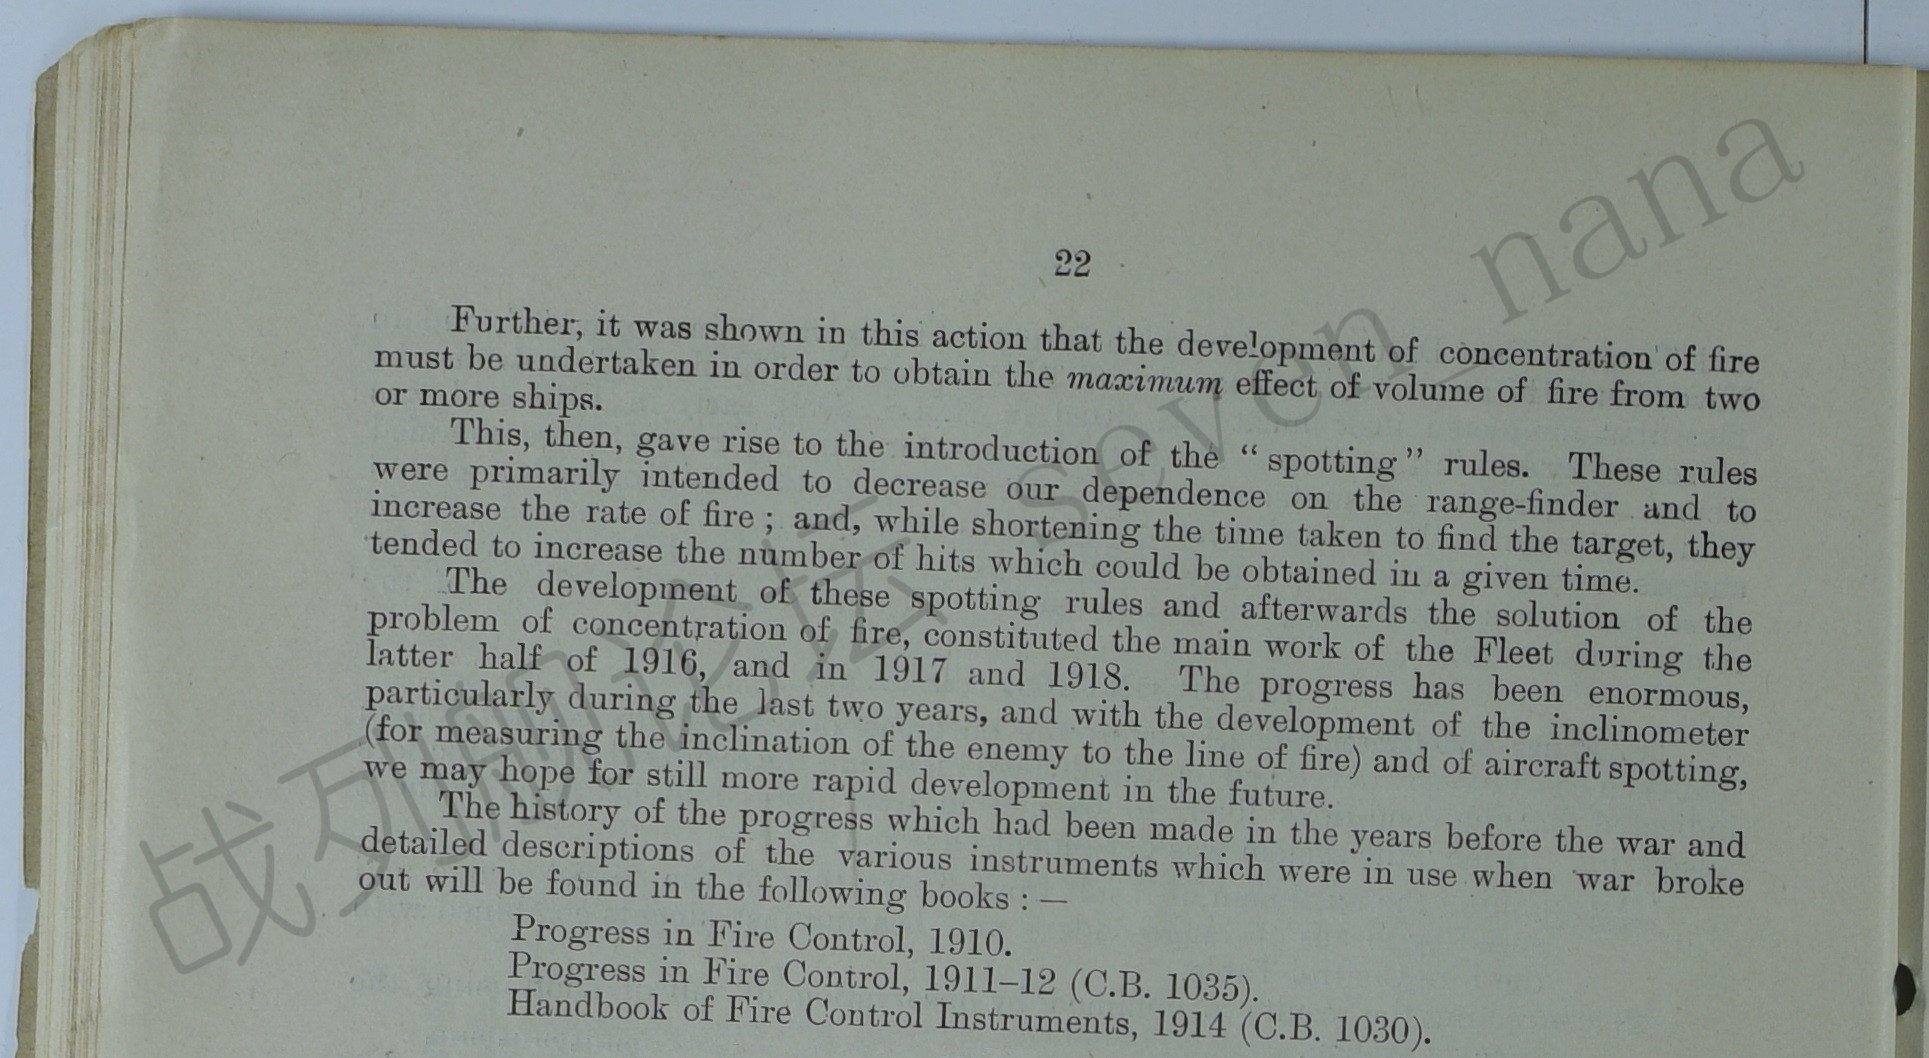 22
Further, it was shown in this action that the development of concentration of fire
must be undertaken in order to obtain the maximum effect of volume of fire from two
or more ships.
This, then, gave rise to the introduction of the “ spotting ” rules. These rules
were primarily intended to decrease our dependence on the range-finder and to
increase the rate of fire ; and, while shortening the time taken to find the target, they
tended to increase the number of hits which could be obtained in a given time.
The development of these spotting rules and afterwards the solution of the
problem of concentration of fire, constituted the main work of the Fleet during the
latter half of 1916, and in 1917 and 1918. The progress has been enormous,
particularly during the last two years, and with the development of the inclinometer
(for measuring the inclination of the enemy to the line of fire) and of aircraft spotting,
we may hope for still more rapid development in the future.
The history of the progress which had been made in the years before the war and
detailed descriptions of the various instruments which were in use when war broke
out will be found in the following books : —
Progress in Fire Control, 1910.
Progress in Fire Control, 1911–12 (C.B. 1035).
Handbook of Fire Control Instruments, 1914 (C.B. 1030).
战列舰论坛 seven_nana